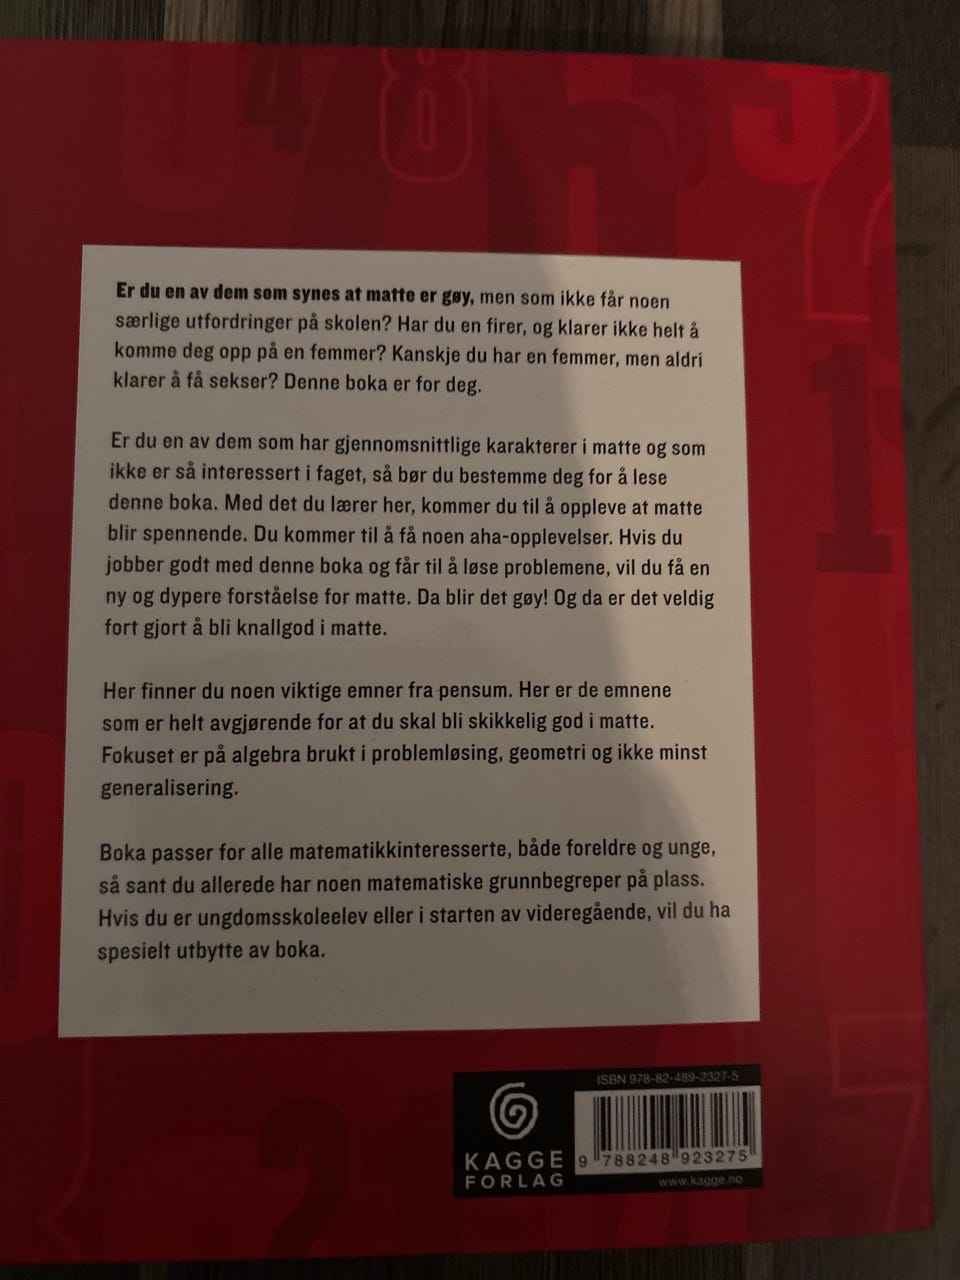 4 8 5 3
2
1
Er du en av dem som synes at matte er gøy, men som ikke får noen
særlige utfordringer på skolen? Har du en firer, og klarer ikke helt å
komme deg opp på en femmer? Kanskje du har en femmer, men aldri
klarer å få sekser? Denne boka er for deg.
Er du en av dem som har gjennomsnittlige karakterer i matte og som
ikke er så interessert i faget, så bør du bestemme deg for å lese
denne boka. Med det du lærer her, kommer du til å oppleve at matte
blir spennende. Du kommer til å få noen aha-opplevelser. Hvis du
jobber godt med denne boka og får til å løse problemene, vil du få en
ny og dypere forståelse for matte. Da blir det gøy! Og da er det veldig
fort gjort å bli knallgod i matte.
Her finner du noen viktige emner fra pensum. Her er de emnene
som er helt avgjørende for at du skal bli skikkelig god i matte.
Fokuset er på algebra brukt i problemløsing, geometri og ikke minst
generalisering.
Boka passer for alle matematikkinteresserte, både foreldre og unge,
så sant du allerede har noen matematiske grunnbegreper på plass.
Hvis du er ungdomsskoleelev eller i starten av videregående, vil du ha
spesielt utbytte av boka.
2 7
ISBN 978-82-489-2327-5
KAGGE
FORLAG
9 788248 923275
www.kagge.no